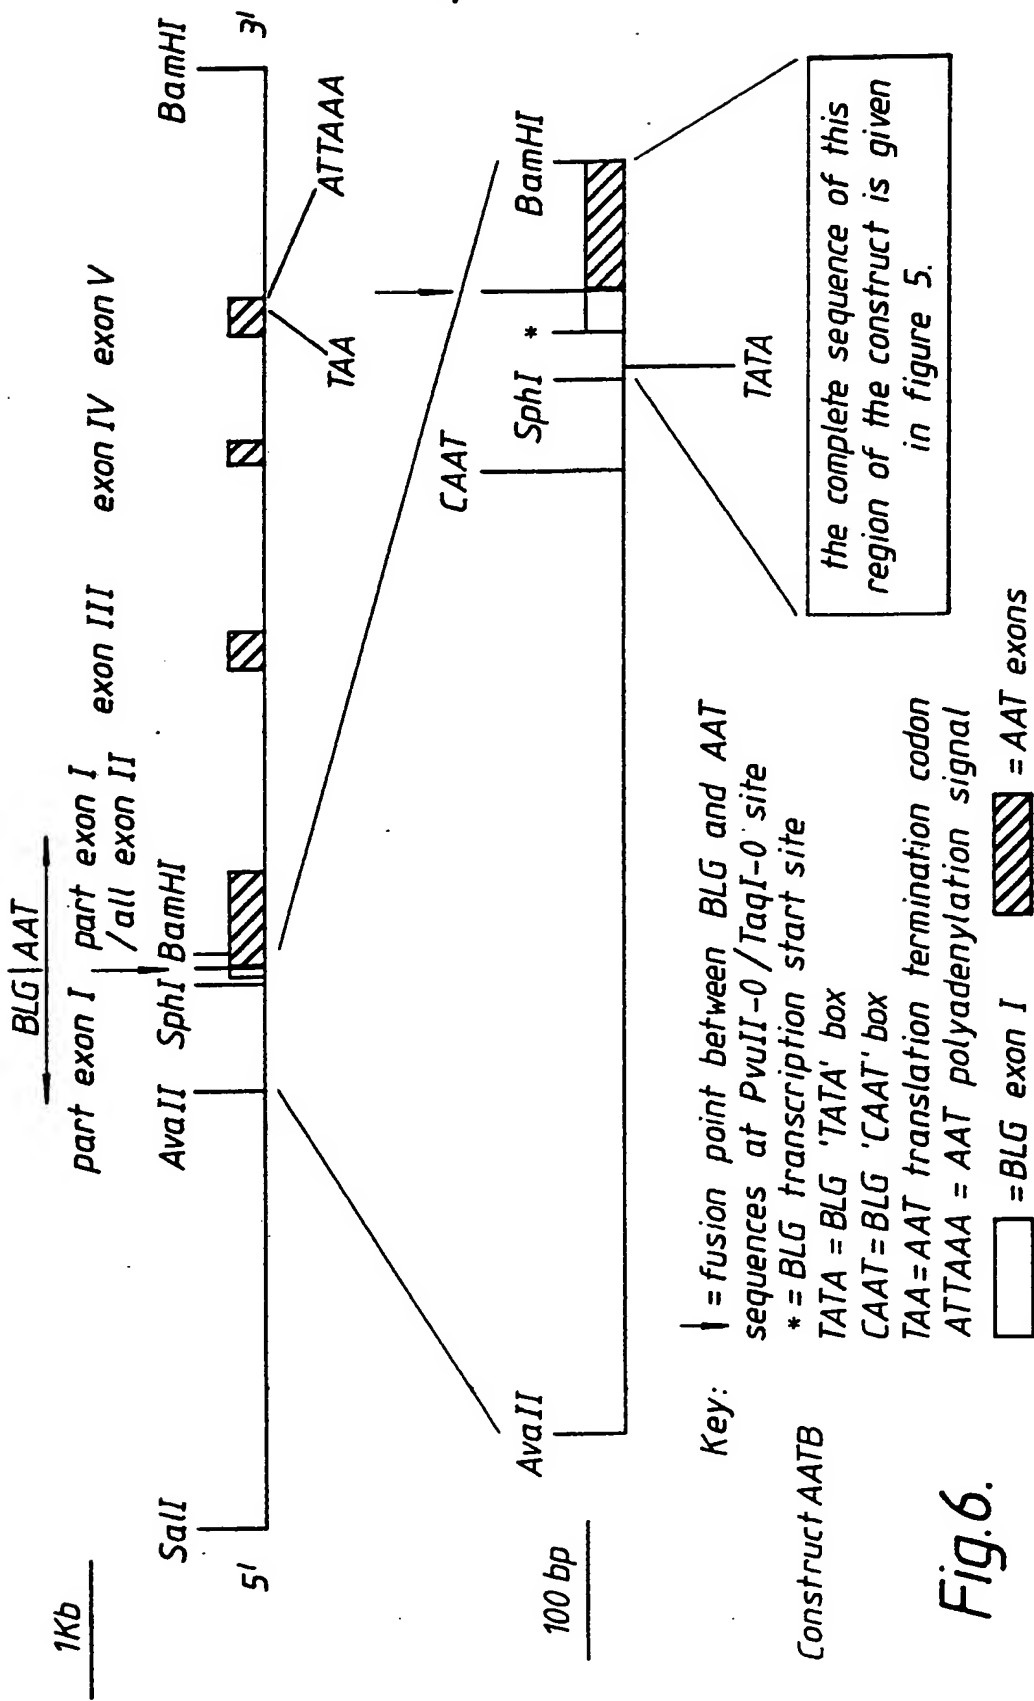 BLG | AAT
1Kb
part exon I
part exon I
/all exon II
exon III
exon IV
exon V
SalI
AvaII
SphI
BamHI
BamHI
5'
3'
TAA
ATTAAA
100 bp
AvaII
CAAT
SphI
*
BamHI
TATA
the complete sequence of this
region of the construct is given
in figure 5.
Key:
= fusion point between BLG and AAT
sequences at PvuII-0/TaqI-0 site
* = BLG transcription start site
TATA = BLG 'TATA' box
CAAT = BLG 'CAAT' box
TAA = AAT translation termination codon
ATTAAA = AAT polyadenylation signal
= BLG exon I
= AAT exons
Construct AATB
Fig.6.